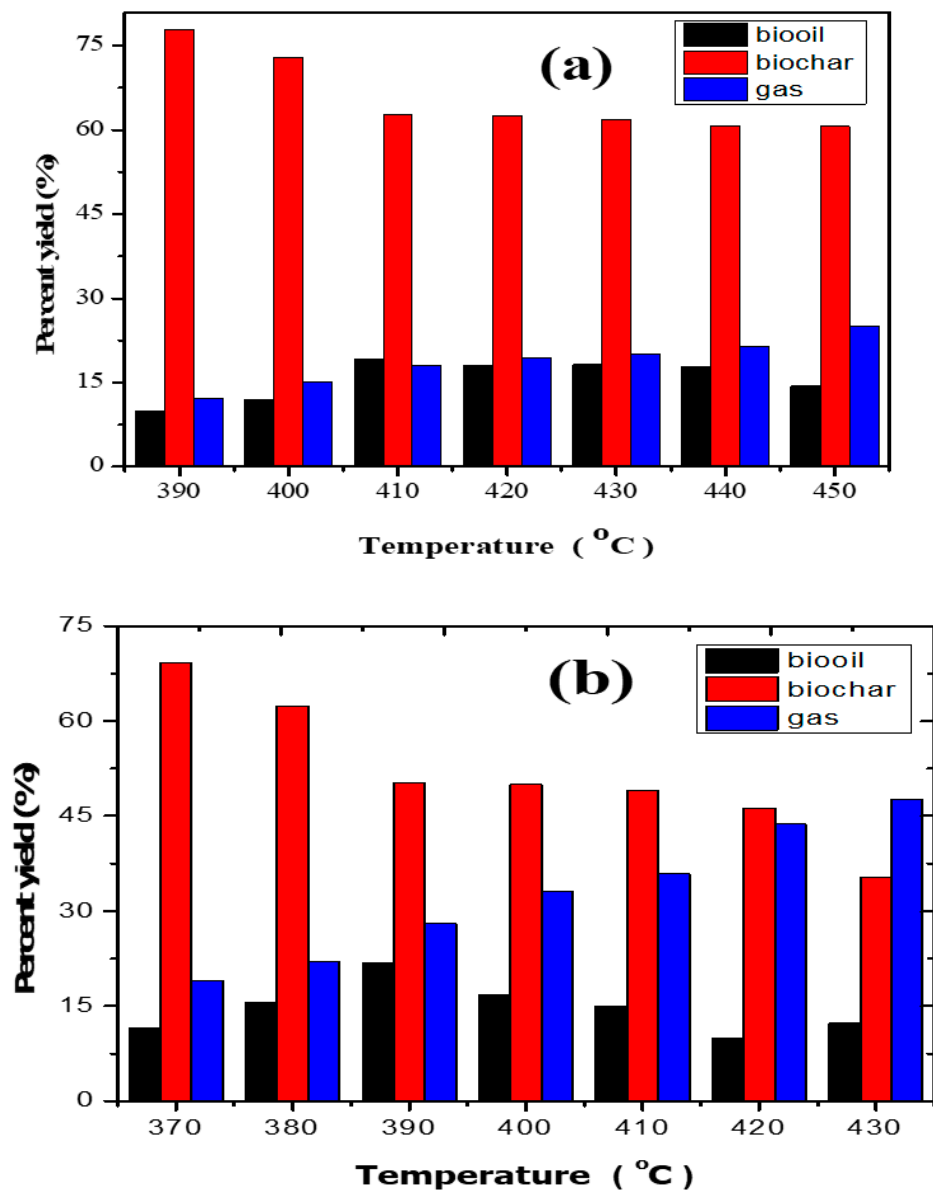 (a)
biooil
biochar
gas
75
60
45
30
15
0
Percent yield (%)
390 400 410 420 430 440 450
Temperature ( °C )
(b)
biooil
biochar
gas
75
60
45
30
15
0
Percent yield (%)
370 380 390 400 410 420 430
Temperature ( °C )